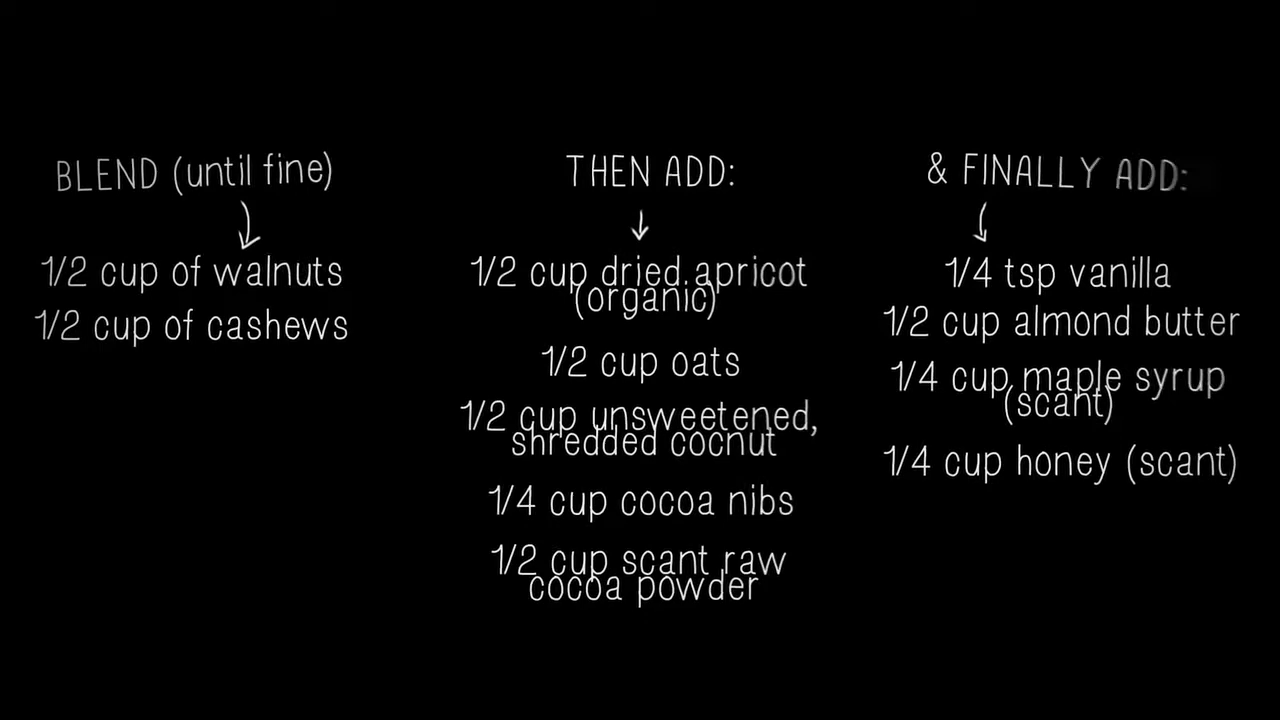 BLEND (until fine)
1/2 cup of walnuts
1/2 cup of cashews
THEN ADD:
1/2 cup dried apricot
(organic)
1/2 cup oats
1/2 cup unsweetened,
shredded cocnut
1/4 cup cocoa nibs
1/2 cup scant raw
cocoa powder
& FINALLY ADD:
1/4 tsp vanilla
1/2 cup almond butter
1/4 cup maple syrup
(scant)
1/4 cup honey (scant)